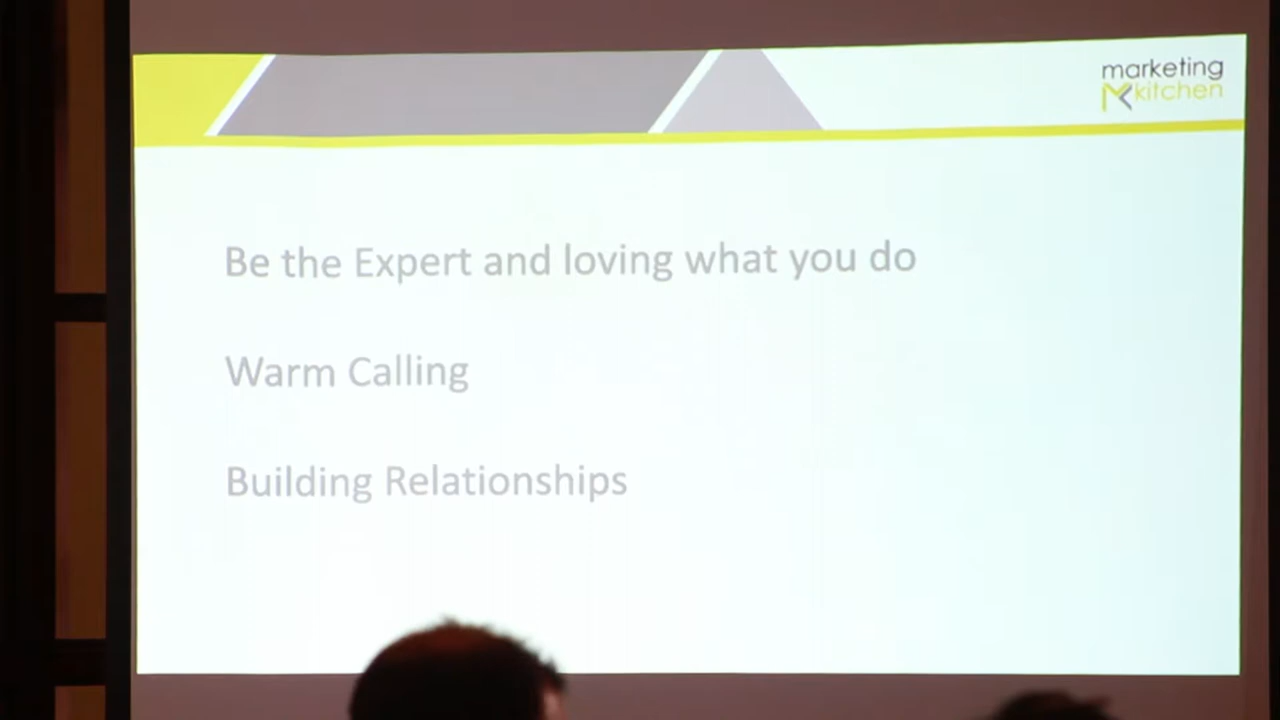 marketing
kitchen
Be the Expert and loving what you do
Warm Calling
Building Relationships